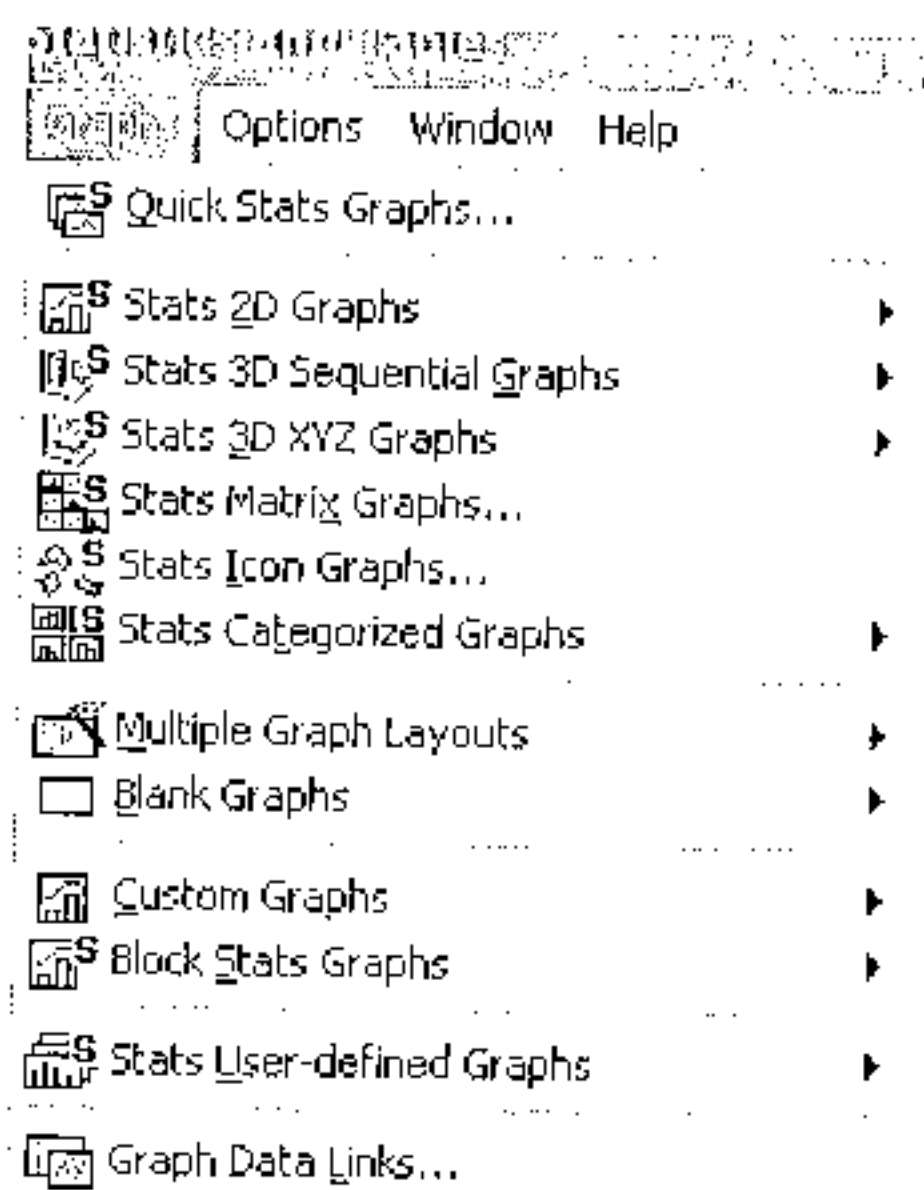 Graphs Options Window Help
Quick Stats Graphs...
Stats 2D Graphs
Stats 3D Sequential Graphs
Stats 3D XYZ Graphs
Stats Matrix Graphs...
Stats Icon Graphs...
Stats Categorized Graphs
Multiple Graph Layouts
Blank Graphs
Custom Graphs
Block Stats Graphs
Stats User-defined Graphs
Graph Data Links...